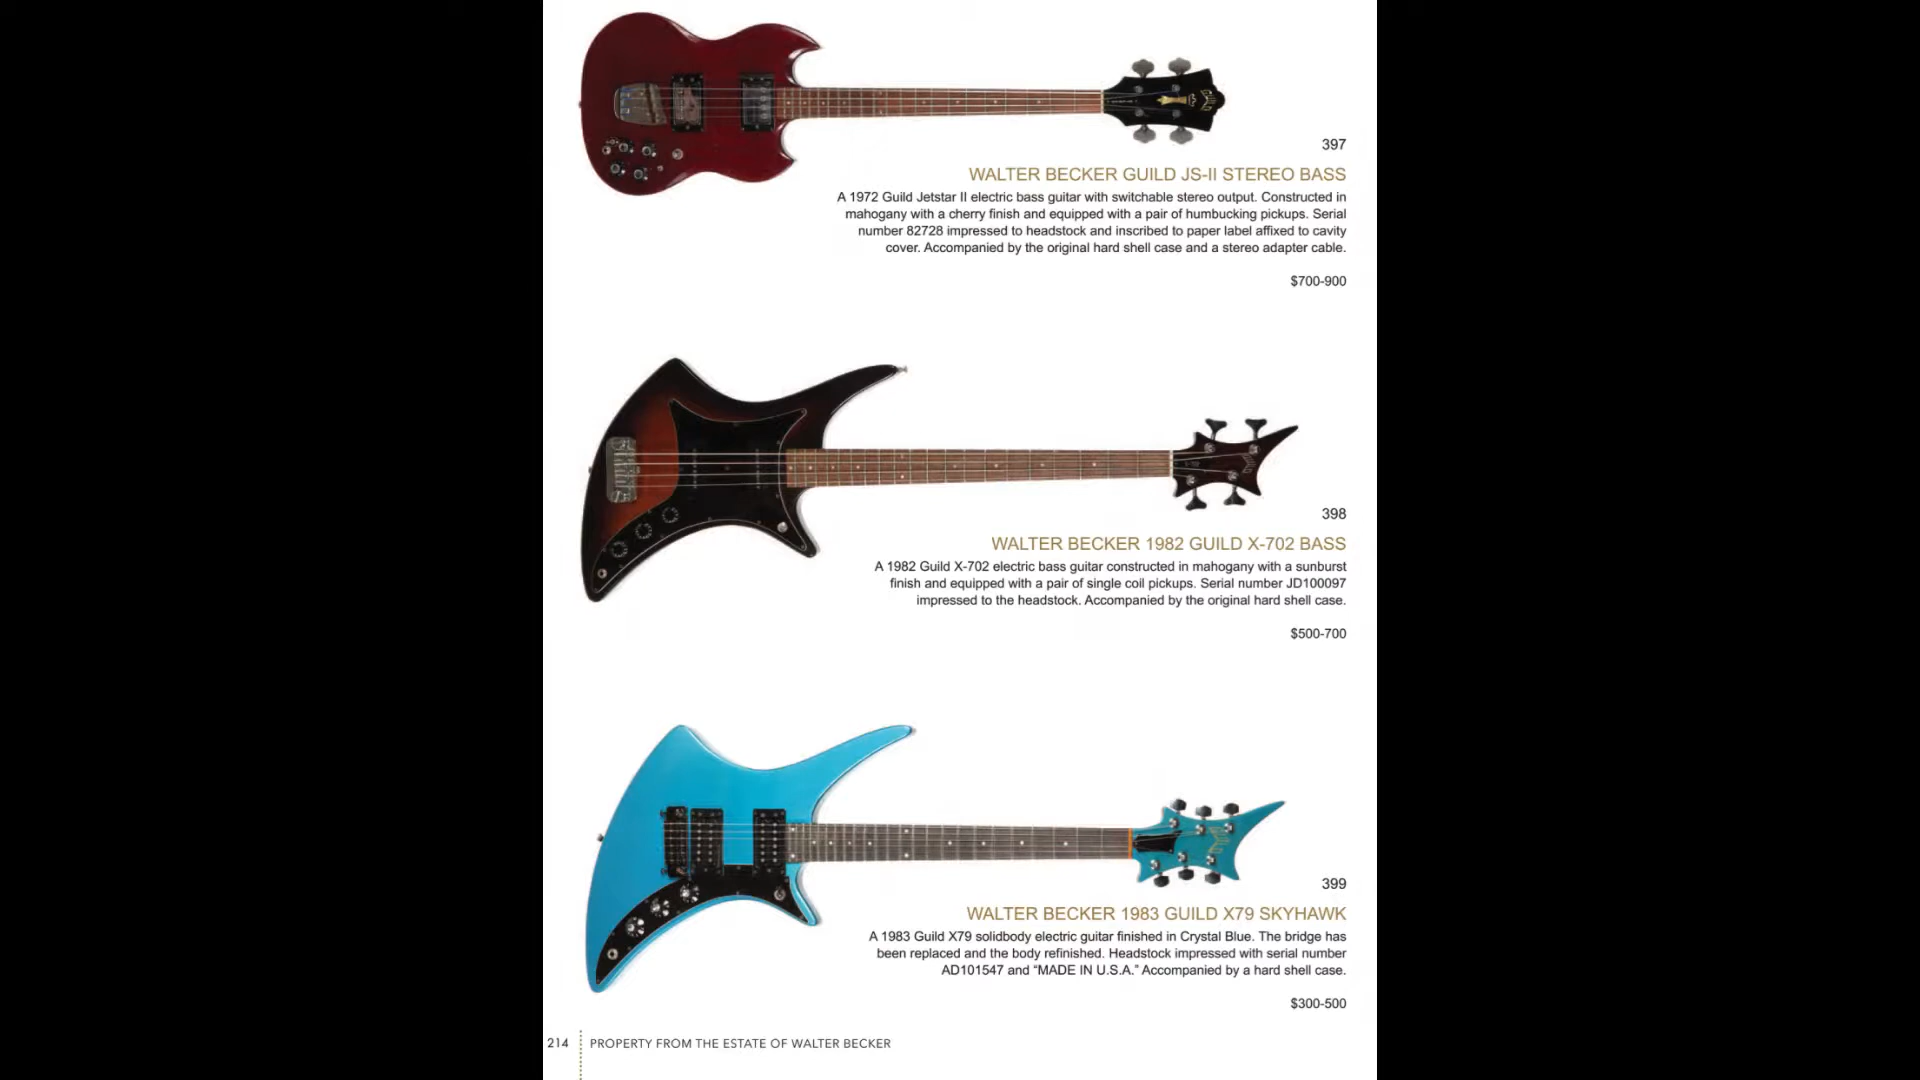 397
WALTER BECKER GUILD JS-II STEREO BASS
A 1972 Guild Jetstar II electric bass guitar with switchable stereo output. Constructed in
mahogany with a cherry finish and equipped with a pair of humbucking pickups. Serial
number 82728 impressed to headstock and inscribed to paper label affixed to cavity
cover. Accompanied by the original hard shell case and a stereo adapter cable.
$700-900
398
WALTER BECKER 1982 GUILD X-702 BASS
A 1982 Guild X-702 electric bass guitar constructed in mahogany with a sunburst
finish and equipped with a pair of single coil pickups. Serial number JD100097
impressed to the headstock. Accompanied by the original hard shell case.
$500-700
399
WALTER BECKER 1983 GUILD X79 SKYHAWK
A 1983 Guild X79 solidbody electric guitar finished in Crystal Blue. The bridge has
been replaced and the body refinished. Headstock impressed with serial number
AD101547 and “MADE IN U.S.A.” Accompanied by a hard shell case.
$300-500
214 PROPERTY FROM THE ESTATE OF WALTER BECKER